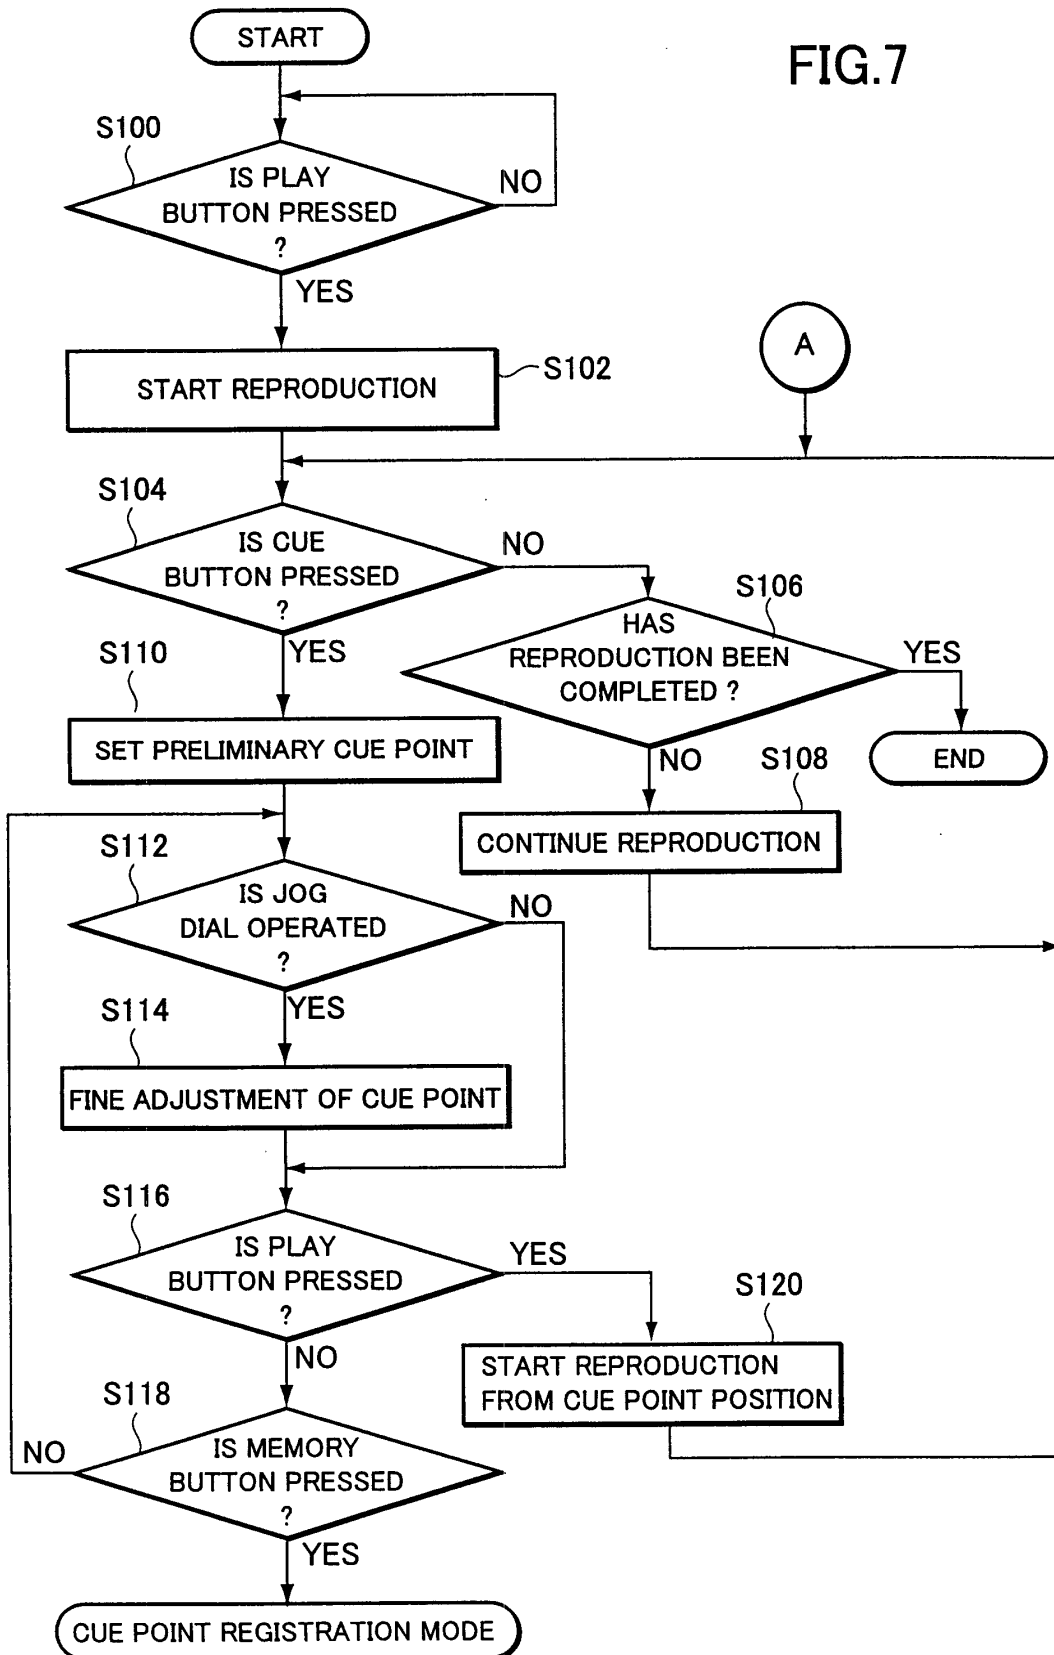 START
FIG.7
S100
IS PLAY
BUTTON PRESSED
?
NO
YES
START REPRODUCTION
S102
A
S104
IS CUE
BUTTON PRESSED
?
NO
YES
S106
HAS
REPRODUCTION BEEN
COMPLETED ?
YES
END
NO
S110
SET PRELIMINARY CUE POINT
S108
CONTINUE REPRODUCTION
S112
IS JOG
DIAL OPERATED
?
NO
YES
S114
FINE ADJUSTMENT OF CUE POINT
S116
IS PLAY
BUTTON PRESSED
?
YES
NO
S120
START REPRODUCTION
FROM CUE POINT POSITION
S118
IS MEMORY
BUTTON PRESSED
?
NO
YES
CUE POINT REGISTRATION MODE